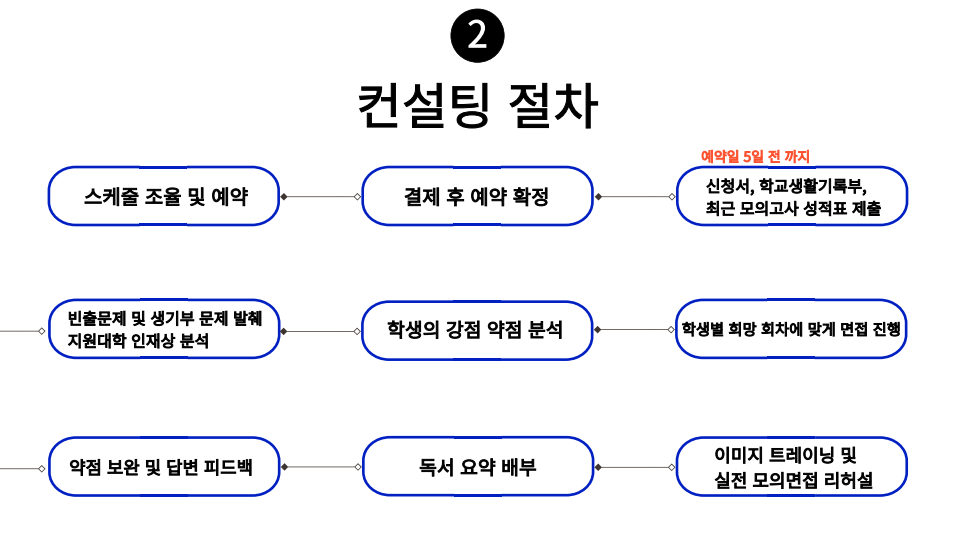 2
컨설팅 절차
예약일 5일 전 까지
스케줄 조율 및 예약
결제 후 예약 확정
신청서, 학교생활기록부,
최근 모의고사 성적표 제출
빈출문제 및 생기부 문제 발췌
지원대학 인재상 분석
학생의 강점 약점 분석
학생별 희망 회차에 맞게 면접 진행
약점 보완 및 답변 피드백
독서 요약 배부
이미지 트레이닝 및
실전 모의면접 리허설